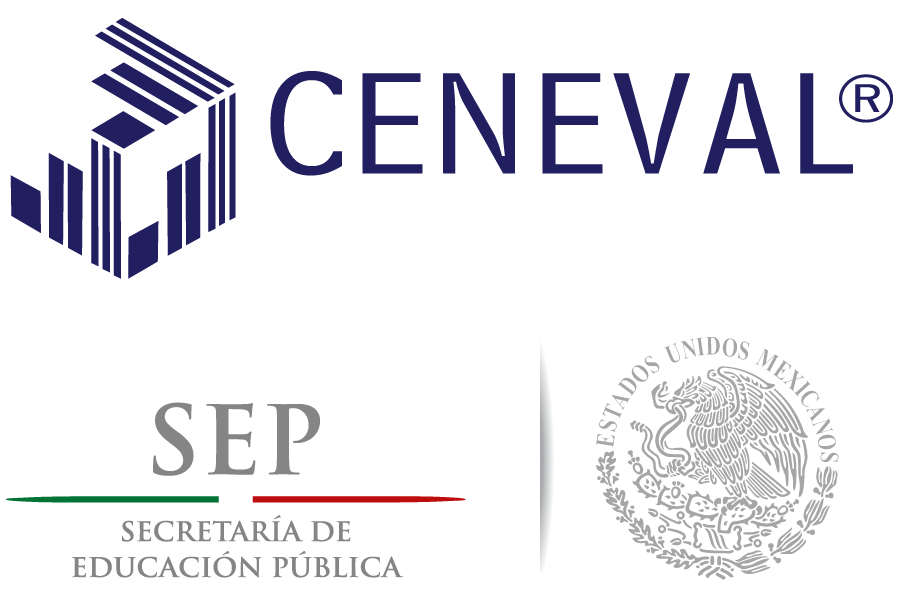 CENEVAL®
SEP
SECRETARÍA DE
EDUCACIÓN PÚBLICA
ESTADOS UNIDOS MEXICANOS